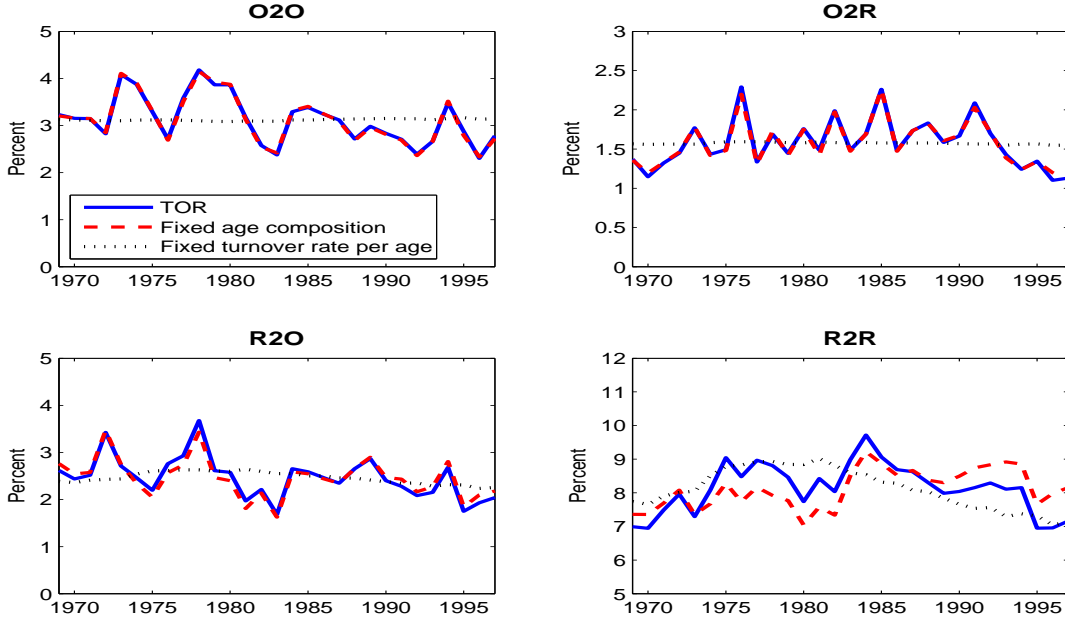 O2O
Percent
5
4
3
2
1
0
TOR
Fixed age composition
Fixed turnover rate per age
1970 1975 1980 1985 1990 1995
O2R
Percent
3
2.5
2
1.5
1
0.5
0
1970 1975 1980 1985 1990 1995
R2O
Percent
5
4
3
2
1
0
1970 1975 1980 1985 1990 1995
R2R
Percent
12
11
10
9
8
7
6
5
1970 1975 1980 1985 1990 1995